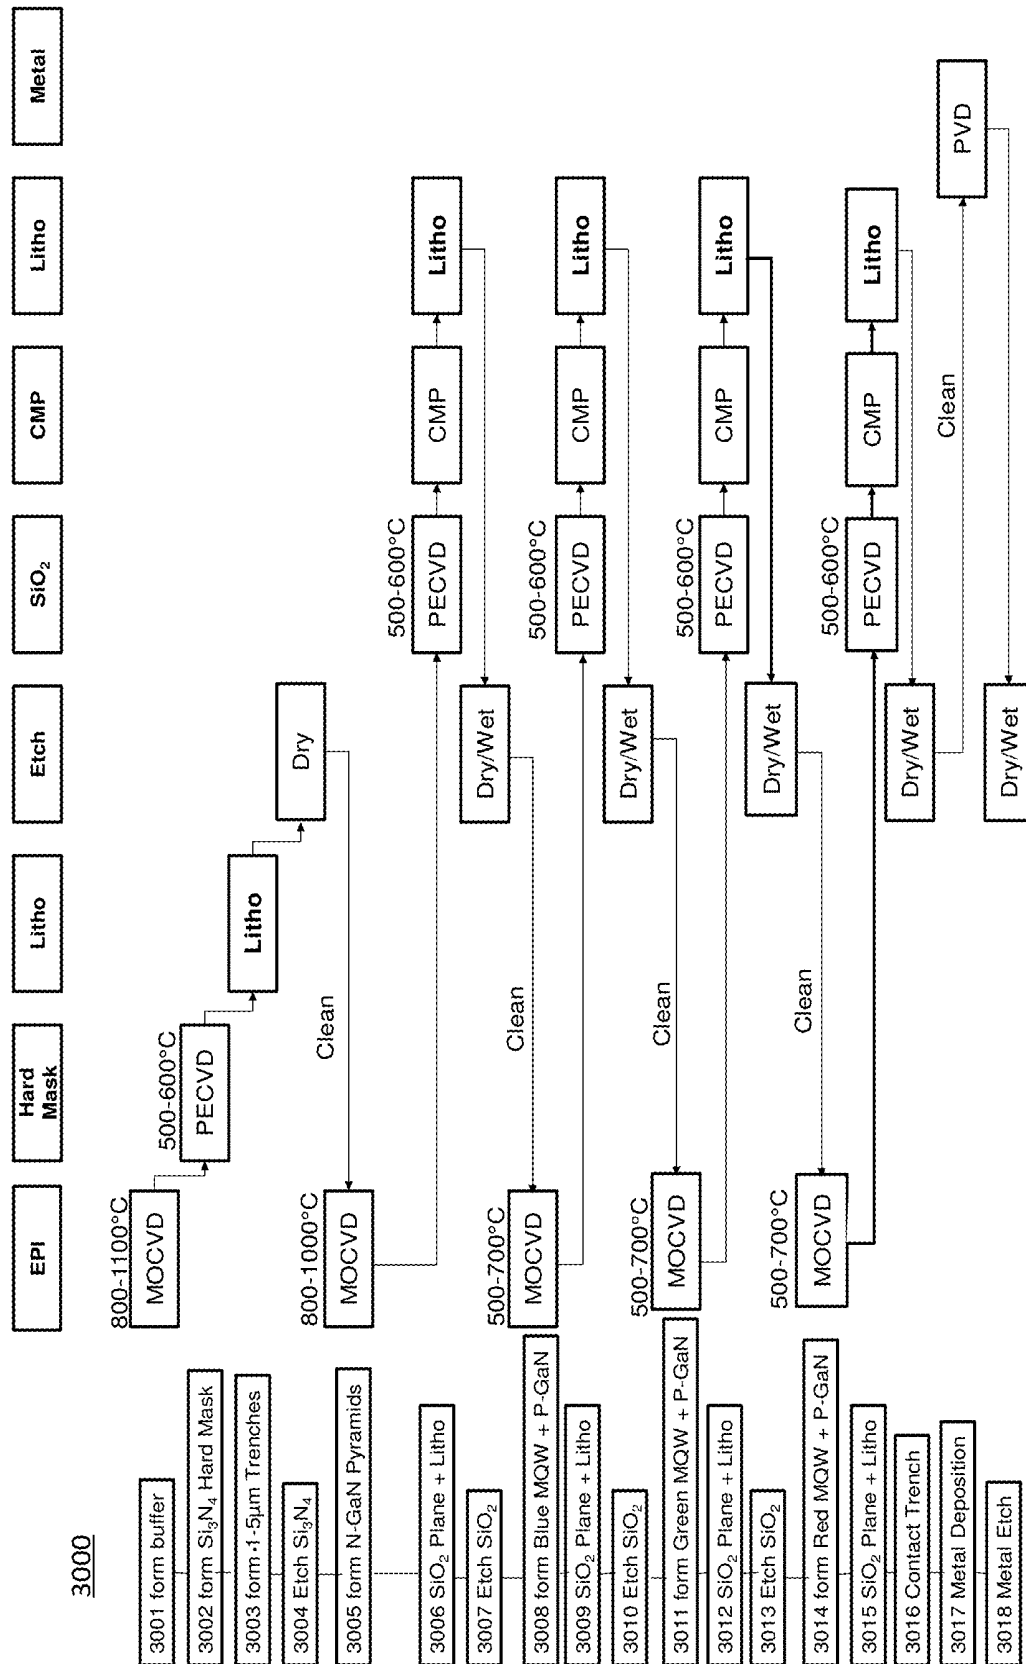 3000
EPI
Hard
Mask
Litho
Etch
SiO₂
CMP
Litho
Metal
3001 form buffer
800-1100°C
MOCVD
3002 form Si₃N₄ Hard Mask
500-600°C
PECVD
3003 form .1-5μm Trenches
Litho
3004 Etch Si₃N₄
Dry
Clean
3005 form N-GaN Pyramids
800-1000°C
MOCVD
3006 SiO₂ Plane + Litho
500-600°C
PECVD
CMP
Litho
3007 Etch SiO₂
Dry/Wet
Clean
3008 form Blue MQW + P-GaN
500-700°C
MOCVD
3009 SiO₂ Plane + Litho
500-600°C
PECVD
CMP
Litho
3010 Etch SiO₂
Dry/Wet
Clean
3011 form Green MQW + P-GaN
500-700°C
MOCVD
3012 SiO₂ Plane + Litho
500-600°C
PECVD
CMP
Litho
3013 Etch SiO₂
Dry/Wet
Clean
3014 form Red MQW + P-GaN
500-700°C
MOCVD
3015 SiO₂ Plane + Litho
500-600°C
PECVD
CMP
Litho
3016 Contact Trench
Dry/Wet
Clean
3017 Metal Deposition
PVD
3018 Metal Etch
Dry/Wet